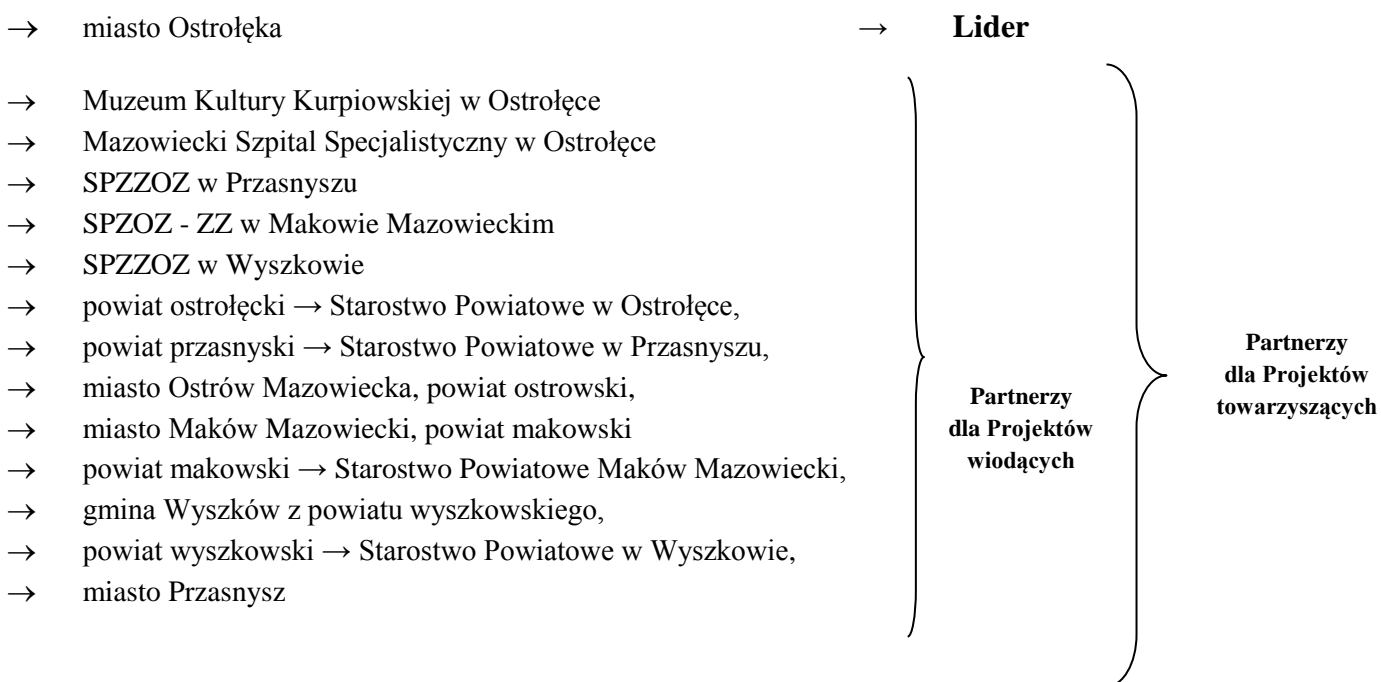 → miasto Ostrołęka → Lider
→ Muzeum Kultury Kurpiowskiej w Ostrołęce
→ Mazowiecki Szpital Specjalistyczny w Ostrołęce
→ SPZZOZ w Przasnyszu
→ SPZOZ - ZZ w Makowie Mazowieckim
→ SPZZOZ w Wyszkowie
→ powiat ostrołęcki → Starostwo Powiatowe w Ostrołęce,
→ powiat przasnyski → Starostwo Powiatowe w Przasnyszu,
→ miasto Ostrów Mazowiecka, powiat ostrowski,
→ miasto Maków Mazowiecki, powiat makowski
→ powiat makowski → Starostwo Powiatowe Maków Mazowiecki,
→ gmina Wyszków z powiatu wyszkowskiego,
→ powiat wyszkowski → Starostwo Powiatowe w Wyszkowie,
→ miasto Przasnysz
Partnerzy
dla Projektów
wiodących
Partnerzy
dla Projektów
towarzyszących